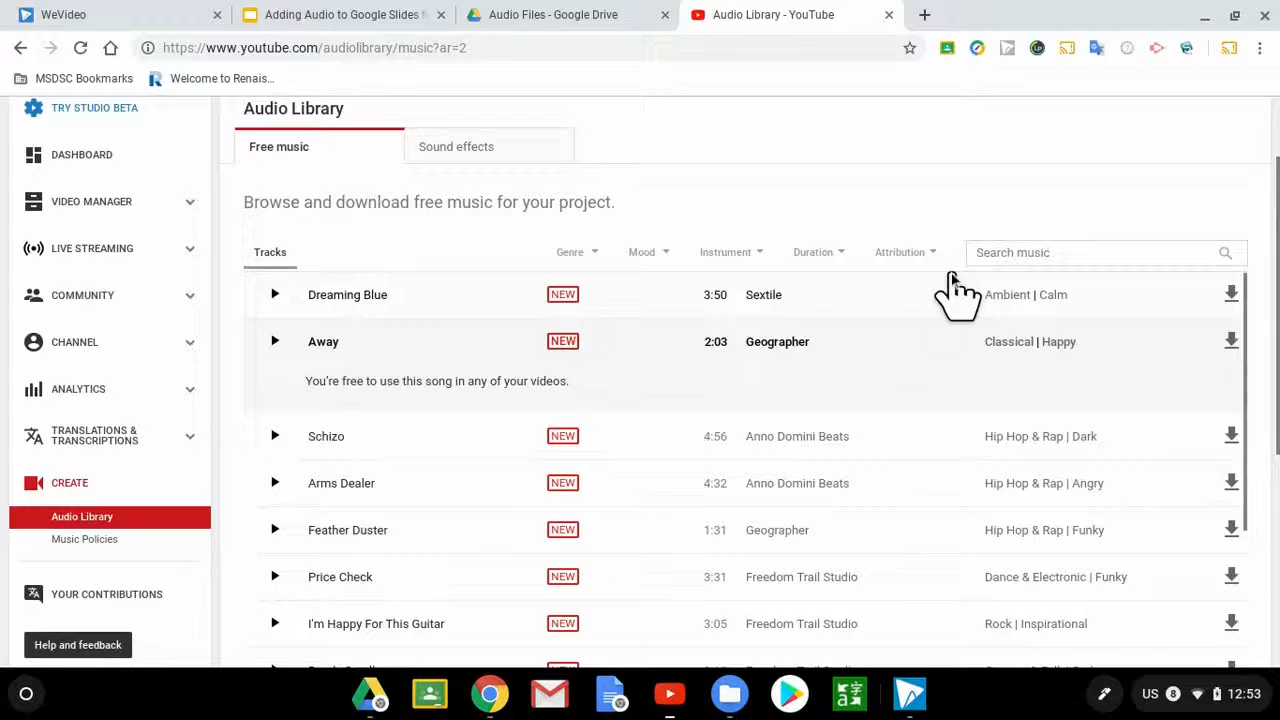 WeVideo
Adding Audio to Google Slides f
Audio Files - Google Drive
Audio Library - YouTube
https://www.youtube.com/audiolibrary/music?ar=2
MSDSC Bookmarks
Welcome to Renais...
TRY STUDIO BETA
DASHBOARD
VIDEO MANAGER
LIVE STREAMING
COMMUNITY
CHANNEL
ANALYTICS
TRANSLATIONS &
TRANSCRIPTIONS
CREATE
Audio Library
Music Policies
YOUR CONTRIBUTIONS
Help and feedback
Audio Library
Free music
Sound effects
Browse and download free music for your project.
Tracks Genre Mood Instrument Duration Attribution Search music
Dreaming Blue NEW 3:50 Sextile Ambient | Calm
Away NEW 2:03 Geographer Classical | Happy
You're free to use this song in any of your videos.
Schizo NEW 4:56 Anno Domini Beats Hip Hop & Rap | Dark
Arms Dealer NEW 4:32 Anno Domini Beats Hip Hop & Rap | Angry
Feather Duster NEW 1:31 Geographer Hip Hop & Rap | Funky
Price Check NEW 3:31 Freedom Trail Studio Dance & Electronic | Funky
I'm Happy For This Guitar NEW 3:05 Freedom Trail Studio Rock | Inspirational
US 8 12:53